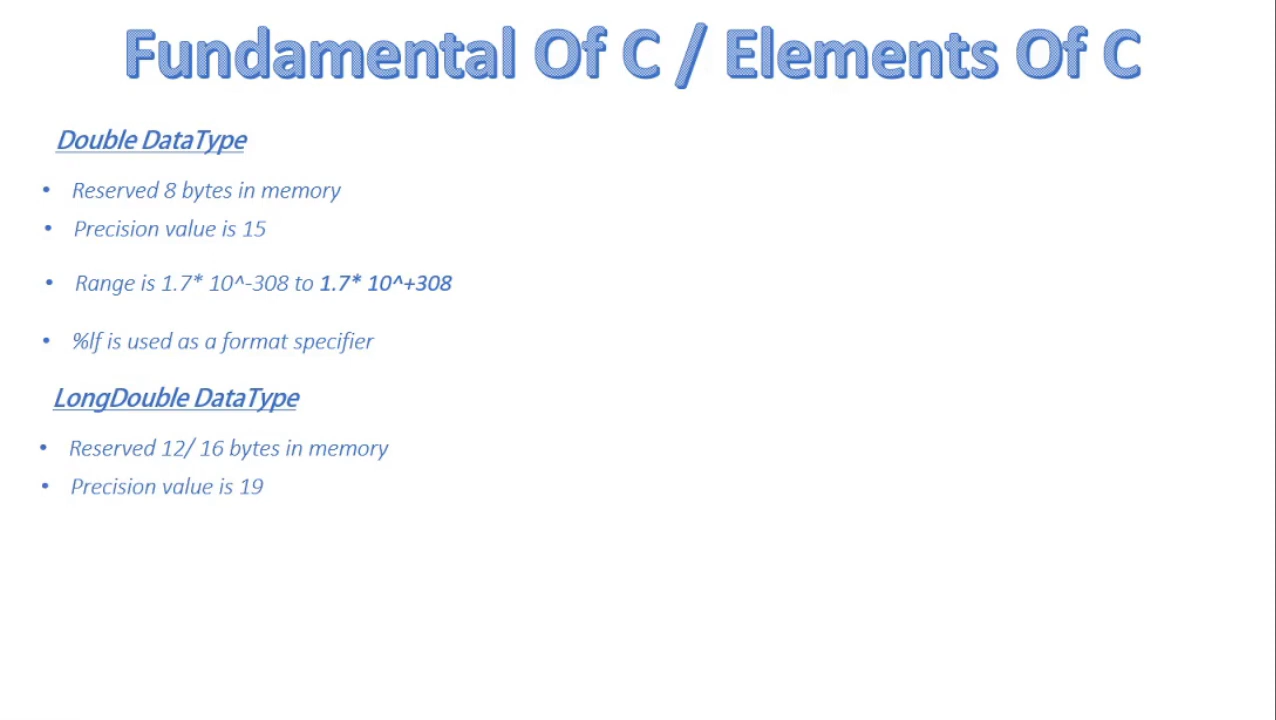 Fundamental Of C / Elements Of C
Double DataType
• Reserved 8 bytes in memory
• Precision value is 15
• Range is 1.7* 10^-308 to 1.7* 10^+308
• %lf is used as a format specifier
LongDouble DataType
• Reserved 12/ 16 bytes in memory
• Precision value is 19